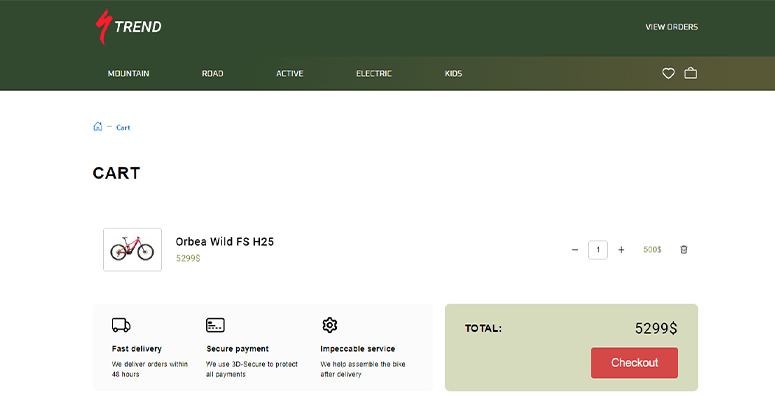 TREND
VIEW ORDERS
MOUNTAIN ROAD ACTIVE ELECTRIC KIDS
— Cart
CART
Orbea Wild FS H25
5299$
− 1 + 500$
Fast delivery
We deliver orders within
48 hours
Secure payment
We use 3D-Secure to protect
all payments
Impeccable service
We help assemble the bike
after delivery
TOTAL: 5299$
Checkout